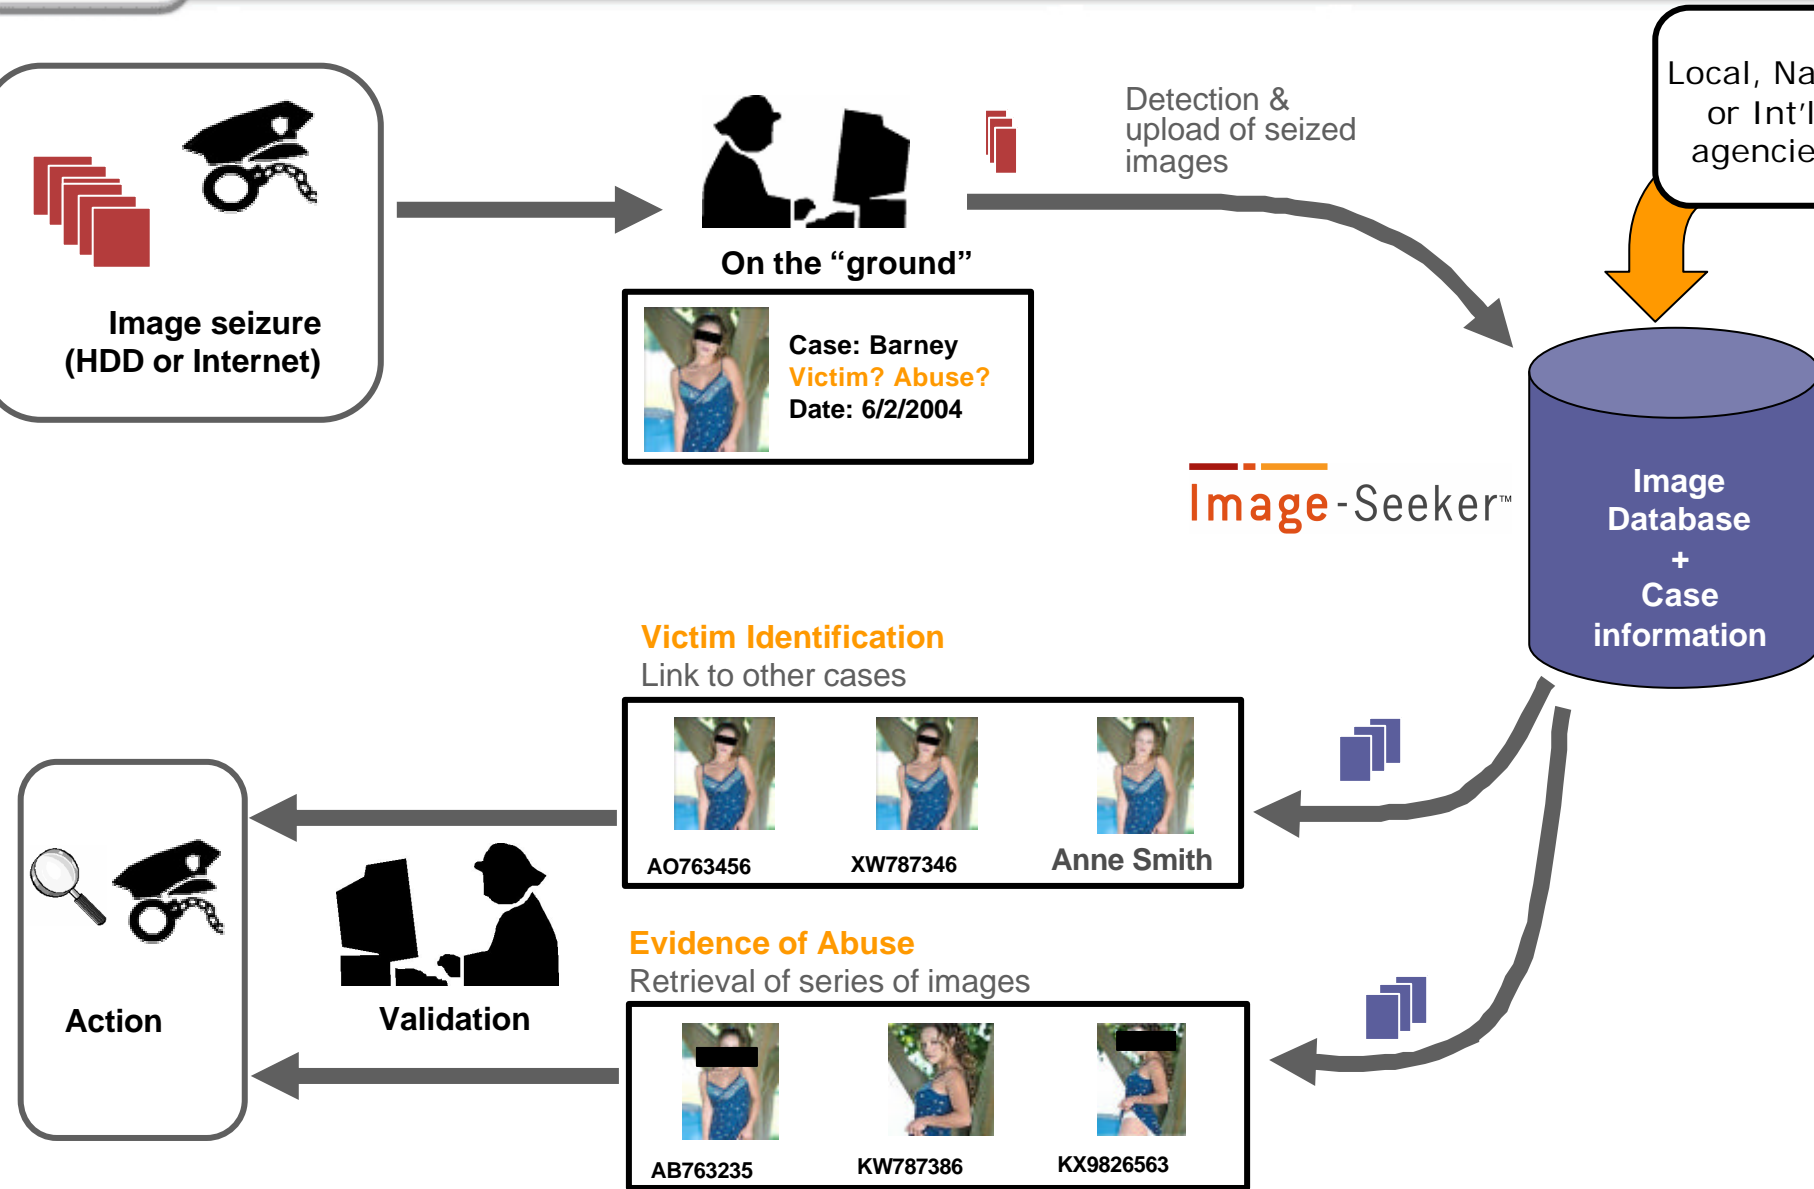 Detection &
upload of seized
images
Local, Na
or Int'l
agencie
Image seizure
(HDD or Internet)
On the “ground”
Case: Barney
Victim? Abuse?
Date: 6/2/2004
Image-Seeker™
Image
Database
+
Case
information
Victim Identification
Link to other cases
AO763456
XW787346
Anne Smith
Evidence of Abuse
Retrieval of series of images
AB763235
KW787386
KX9826563
Validation
Action